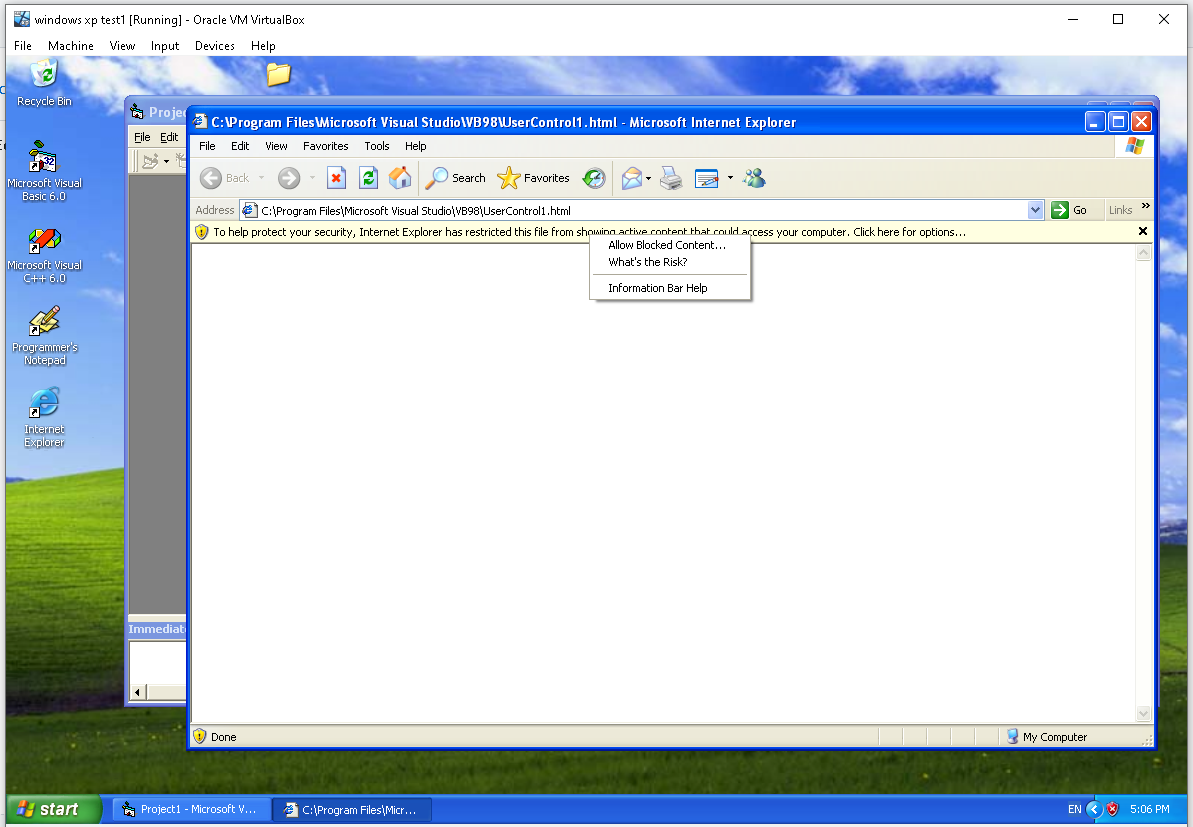 windows xp test1 [Running] - Oracle VM VirtualBox
File Machine View Input Devices Help
Recycle Bin
Microsoft Visual
Basic 6.0
Microsoft Visual
C++ 6.0
Programmer's
Notepad
Internet
Explorer
File Edit
Immediat
C:\Program Files\Microsoft Visual Studio\VB98\UserControl1.html - Microsoft Internet Explorer
File Edit View Favorites Tools Help
Back Search Favorites
Address C:\Program Files\Microsoft Visual Studio\VB98\UserControl1.html Go Links »
To help protect your security, Internet Explorer has restricted this file from showing active content that could access your computer. Click here for options...
Allow Blocked Content...
What's the Risk?
Information Bar Help
Done My Computer
start Project1 - Microsoft V... C:\Program Files\Micr... EN 5:06 PM